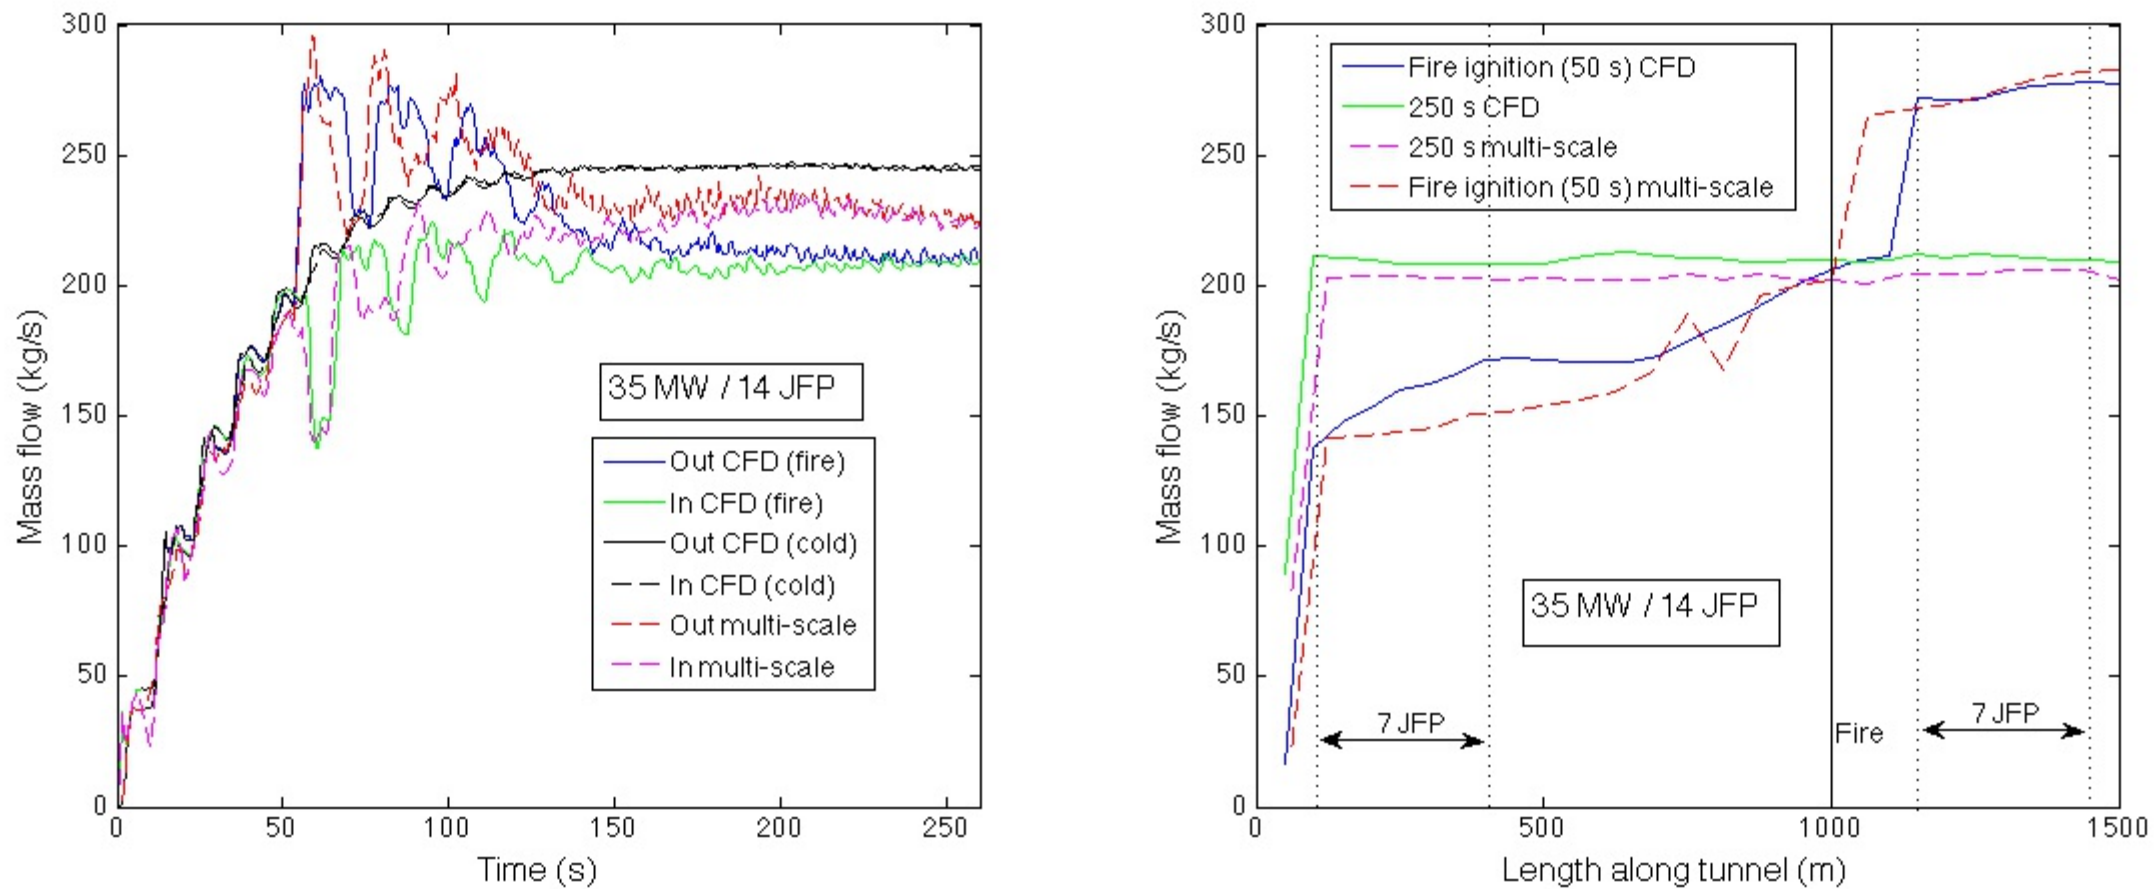 300
250
200
150
100
50
0
Mass flow (kg/s)
35 MW / 14 JFP
Out CFD (fire)
In CFD (fire)
Out CFD (cold)
In CFD (cold)
Out multi-scale
In multi-scale
0 50 100 150 200 250
Time (s)
300
250
200
150
100
50
0
Mass flow (kg/s)
Fire ignition (50 s) CFD
250 s CFD
250 s multi-scale
Fire ignition (50 s) multi-scale
35 MW / 14 JFP
7 JFP
Fire
7 JFP
0 500 1000 1500
Length along tunnel (m)